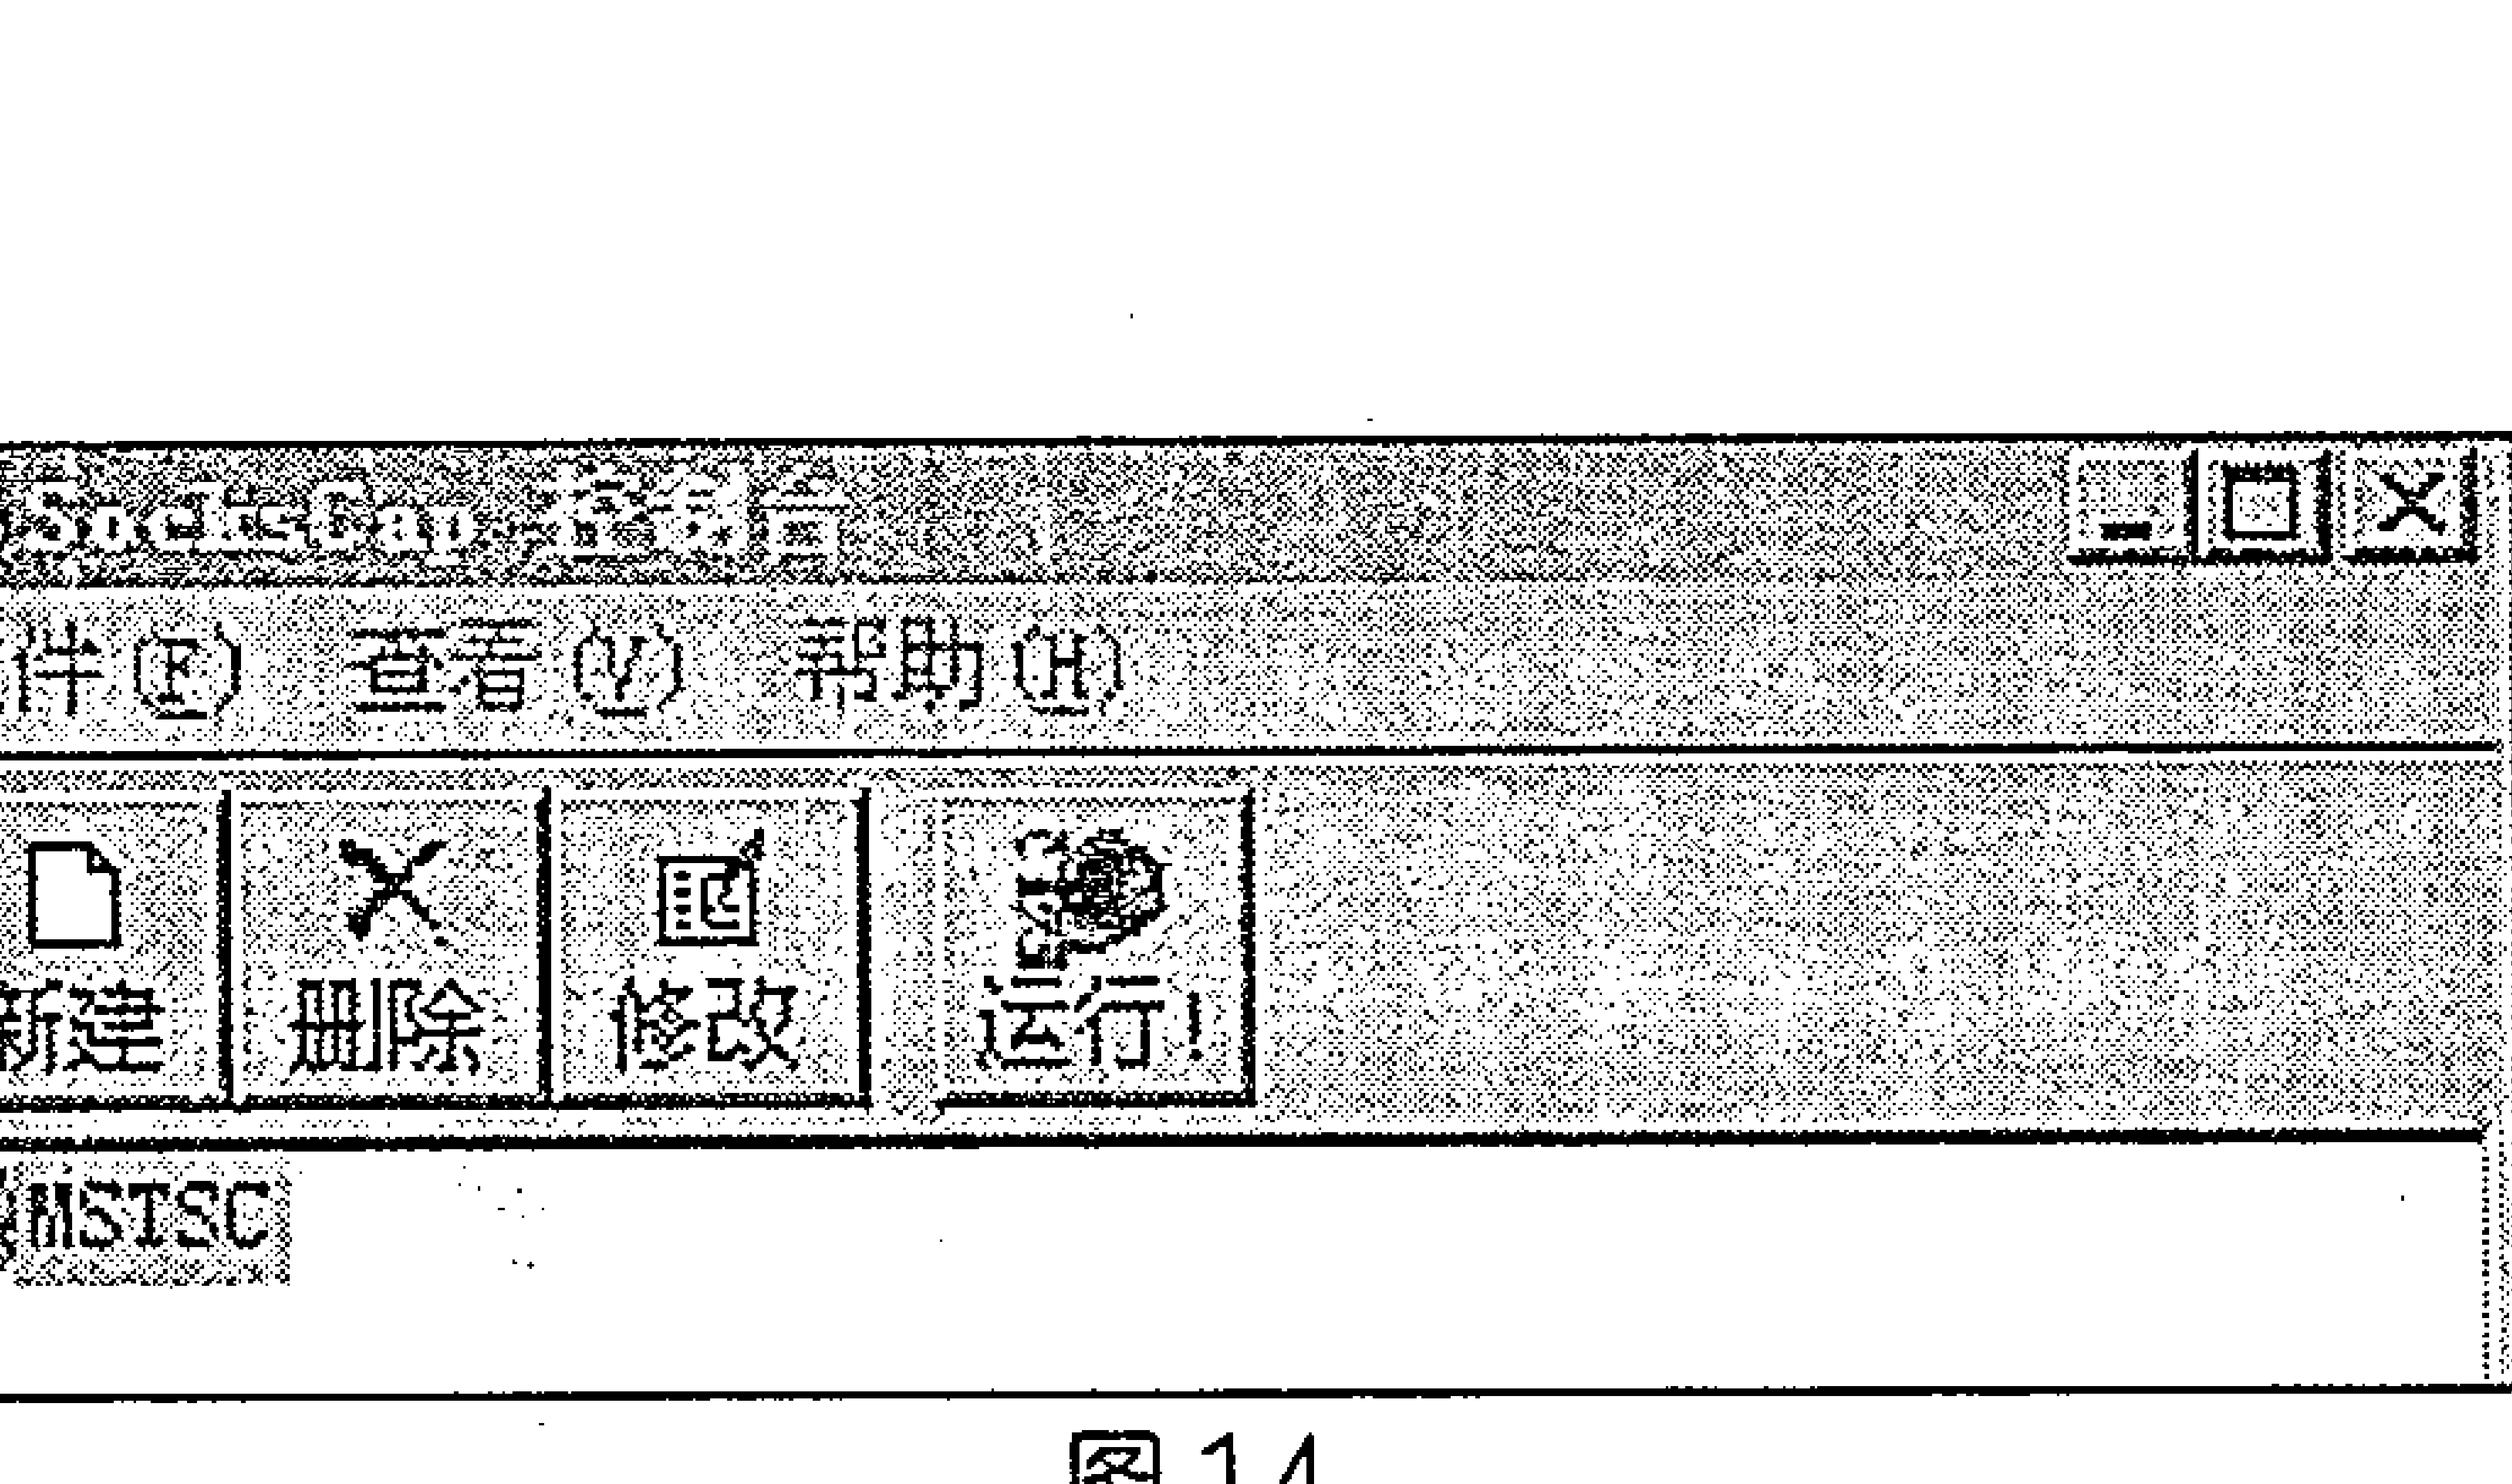 SocksCap 控制台
件(F) 查看(V) 帮助(H)
新建 删除 修改 运行!
MSTSC
图14